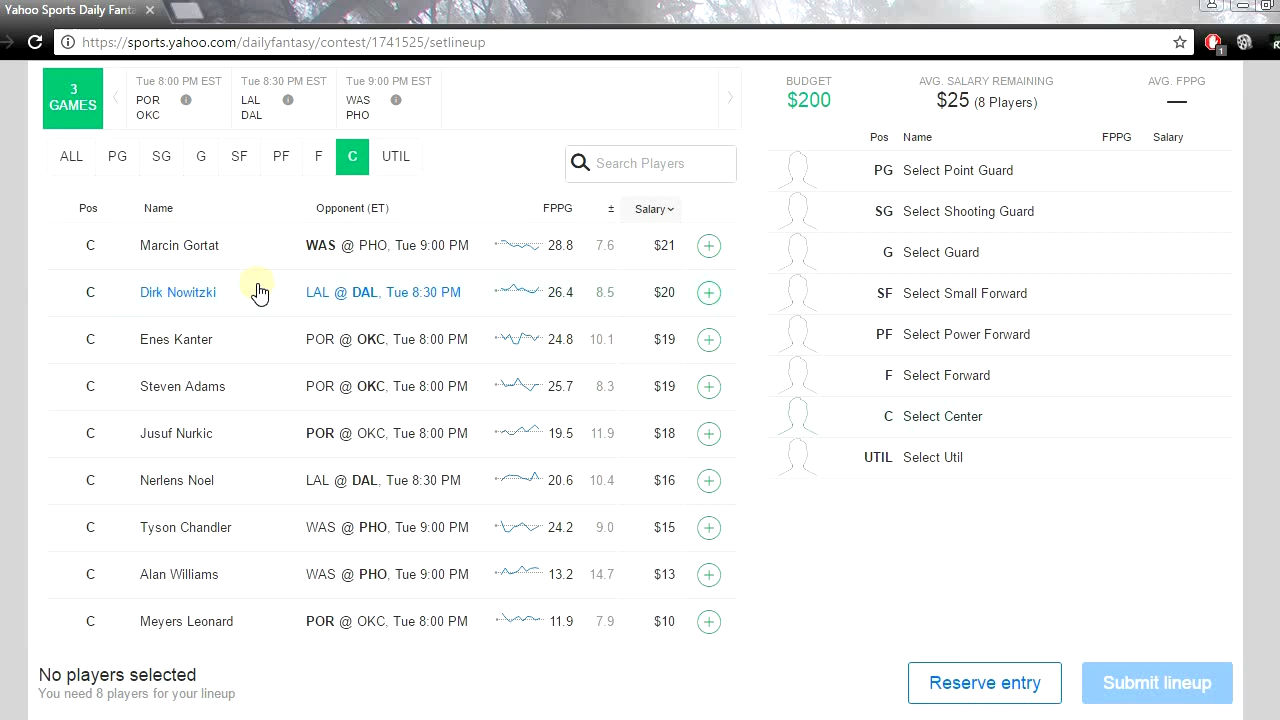 Yahoo Sports Daily Fanta
https://sports.yahoo.com/dailyfantasy/contest/1741525/setlineup
1
3 GAMES
Tue 8:00 PM EST
POR
OKC
Tue 8:30 PM EST
LAL
DAL
Tue 9:00 PM EST
WAS
PHO
BUDGET
$200
AVG. SALARY REMAINING
$25 (8 Players)
AVG. FPPG
—
ALL PG SG G SF PF F C UTIL
Search Players
Pos Name Opponent (ET) FPPG ± Salary
C Marcin Gortat WAS @ PHO, Tue 9:00 PM 28.8 7.6 $21
C Dirk Nowitzki LAL @ DAL, Tue 8:30 PM 26.4 8.5 $20
C Enes Kanter POR @ OKC, Tue 8:00 PM 24.8 10.1 $19
C Steven Adams POR @ OKC, Tue 8:00 PM 25.7 8.3 $19
C Jusuf Nurkic POR @ OKC, Tue 8:00 PM 19.5 11.9 $18
C Nerlens Noel LAL @ DAL, Tue 8:30 PM 20.6 10.4 $16
C Tyson Chandler WAS @ PHO, Tue 9:00 PM 24.2 9.0 $15
C Alan Williams WAS @ PHO, Tue 9:00 PM 13.2 14.7 $13
C Meyers Leonard POR @ OKC, Tue 8:00 PM 11.9 7.9 $10
Pos Name FPPG Salary
PG Select Point Guard
SG Select Shooting Guard
G Select Guard
SF Select Small Forward
PF Select Power Forward
F Select Forward
C Select Center
UTIL Select Util
No players selected
You need 8 players for your lineup
Reserve entry
Submit lineup